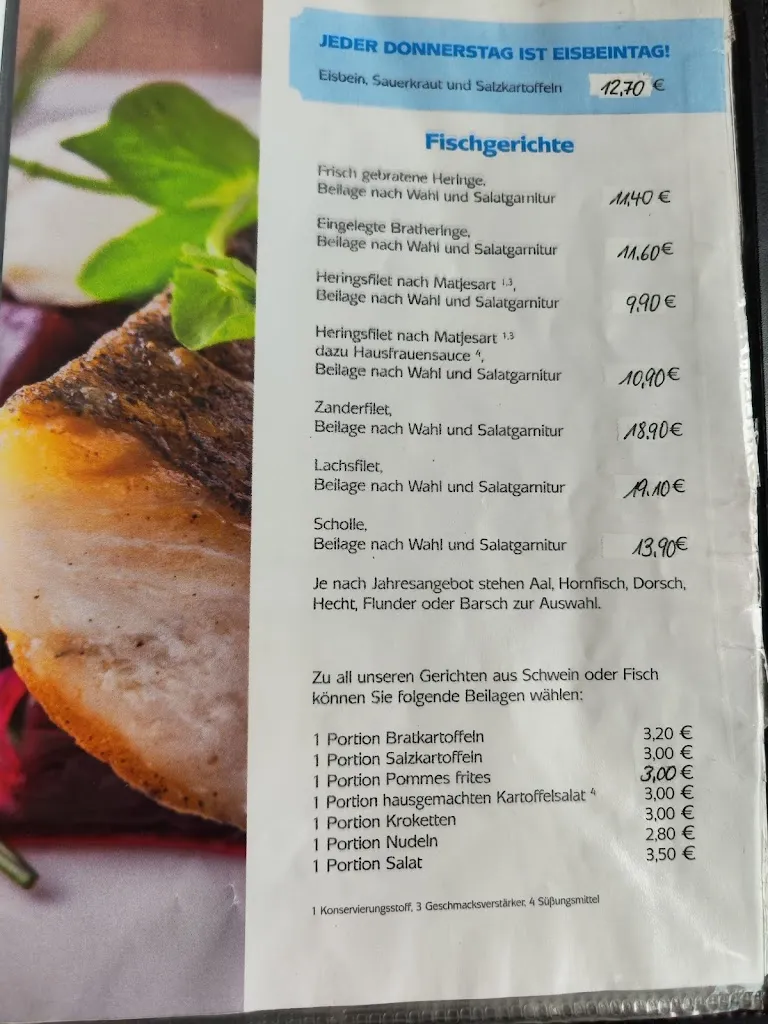 JEDER DONNERSTAG IST EISBEINTAG!
Eisbein, Sauerkraut und Salzkartoffeln 12,70 €
Fischgerichte
Frisch gebratene Heringe,
Beilage nach Wahl und Salatgarnitur 11.40 €
Eingelegte Bratheringe,
Beilage nach Wahl und Salatgarnitur 11.60€
Heringsfilet nach Matjesart 1,3,
Beilage nach Wahl und Salatgarnitur 9,90 €
Heringsfilet nach Matjesart 1,3
dazu Hausfrauensauce 4,
Beilage nach Wahl und Salatgarnitur 10,90€
Zanderfilet,
Beilage nach Wahl und Salatgarnitur 18.90€
Lachsfilet,
Beilage nach Wahl und Salatgarnitur 19.10€
Scholle,
Beilage nach Wahl und Salatgarnitur 13,90€
Je nach Jahresangebot stehen Aal, Hornfisch, Dorsch,
Hecht, Flunder oder Barsch zur Auswahl.
Zu all unseren Gerichten aus Schwein oder Fisch
können Sie folgende Beilagen wählen:
1 Portion Bratkartoffeln 3,20 €
1 Portion Salzkartoffeln 3,00 €
1 Portion Pommes frites 3,00 €
1 Portion hausgemachten Kartoffelsalat 4 3,00 €
1 Portion Kroketten 3,00 €
1 Portion Nudeln 2,80 €
1 Portion Salat 3,50 €
1 Konservierungsstoff, 3 Geschmacksverstärker, 4 Süßungsmittel